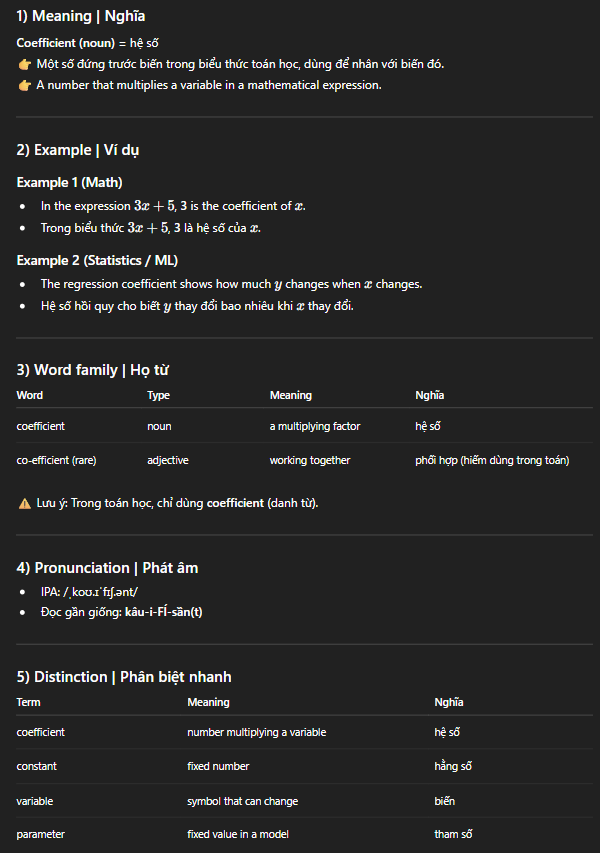 1) Meaning | Nghĩa
Coefficient (noun) = hệ số
👉 Một số đứng trước biến trong biểu thức toán học, dùng để nhân với biến đó.
👉 A number that multiplies a variable in a mathematical expression.
2) Example | Ví dụ
Example 1 (Math)
• In the expression 3x + 5, 3 is the coefficient of x.
• Trong biểu thức 3x + 5, 3 là hệ số của x.
Example 2 (Statistics / ML)
• The regression coefficient shows how much y changes when x changes.
• Hệ số hồi quy cho biết y thay đổi bao nhiêu khi x thay đổi.
3) Word family | Họ từ
Word Type Meaning Nghĩa
coefficient noun a multiplying factor hệ số
co-efficient (rare) adjective working together phối hợp (hiếm dùng trong toán)
⚠️ Lưu ý: Trong toán học, chỉ dùng coefficient (danh từ).
4) Pronunciation | Phát âm
• IPA: /ˌkoʊ.ɪˈfɪʃ.ənt/
• Đọc gần giống: kâu-i-FÍ-sần(t)
5) Distinction | Phân biệt nhanh
Term Meaning Nghĩa
coefficient number multiplying a variable hệ số
constant fixed number hằng số
variable symbol that can change biến
parameter fixed value in a model tham số